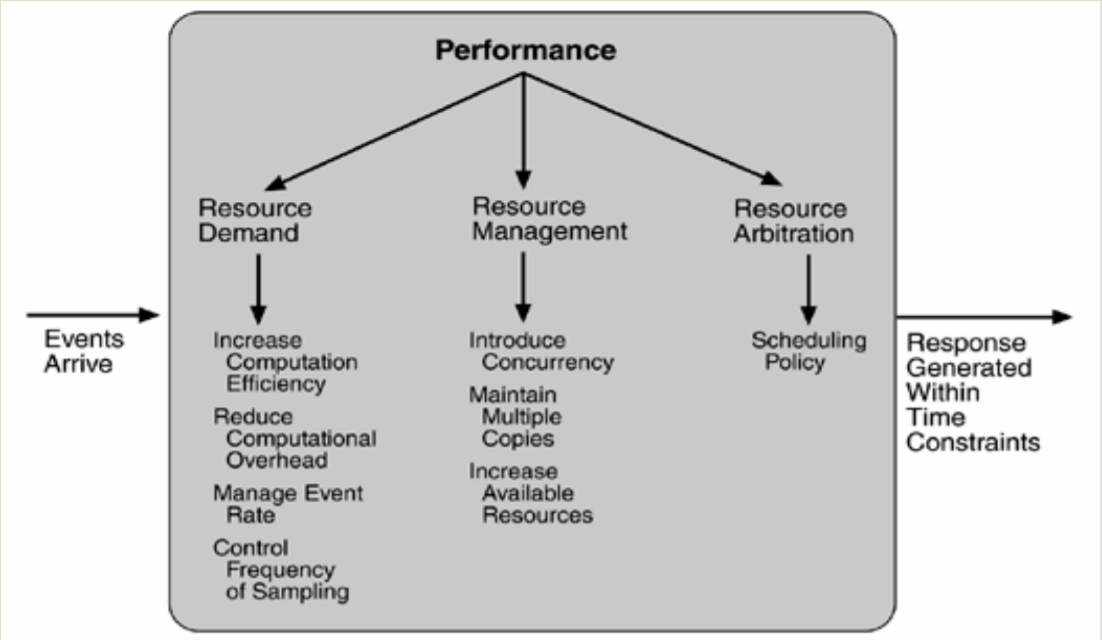 Performance
Resource
Demand
Resource
Management
Resource
Arbitration
Events
Arrive
Increase
Computation
Efficiency
Reduce
Computational
Overhead
Manage Event
Rate
Control
Frequency
of Sampling
Introduce
Concurrency
Maintain
Multiple
Copies
Increase
Available
Resources
Scheduling
Policy
Response
Generated
Within
Time
Constraints